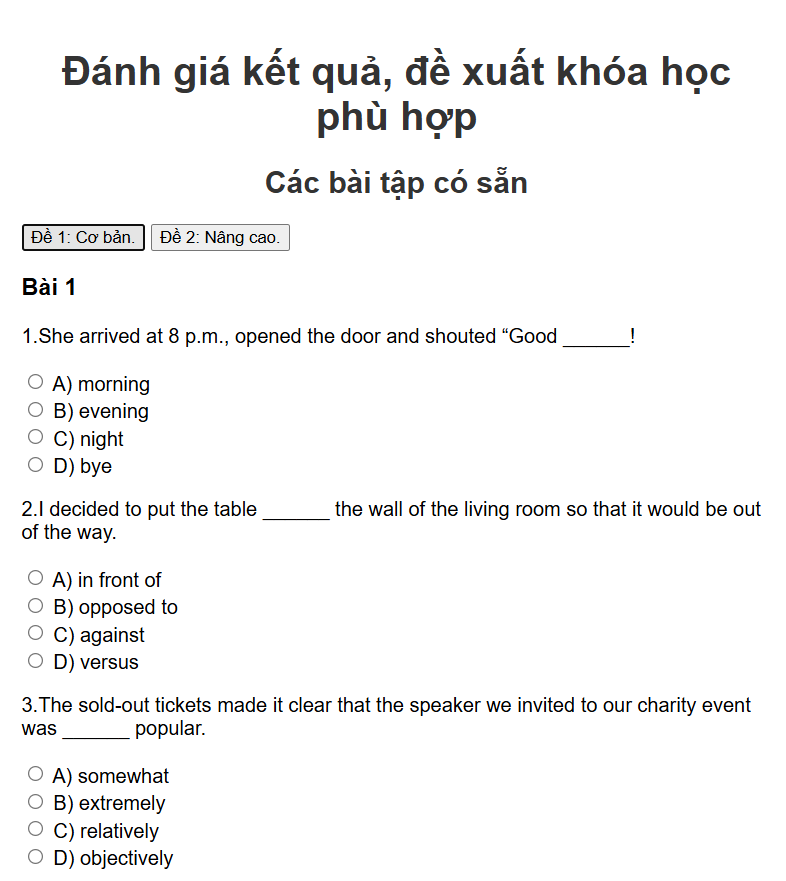 Đánh giá kết quả, đề xuất khóa học
phù hợp
Các bài tập có sẵn
Đề 1: Cơ bản. Đề 2: Nâng cao.
Bài 1
1.She arrived at 8 p.m., opened the door and shouted “Good ______!
A) morning
B) evening
C) night
D) bye
2.I decided to put the table ______ the wall of the living room so that it would be out
of the way.
A) in front of
B) opposed to
C) against
D) versus
3.The sold-out tickets made it clear that the speaker we invited to our charity event
was ______ popular.
A) somewhat
B) extremely
C) relatively
D) objectively